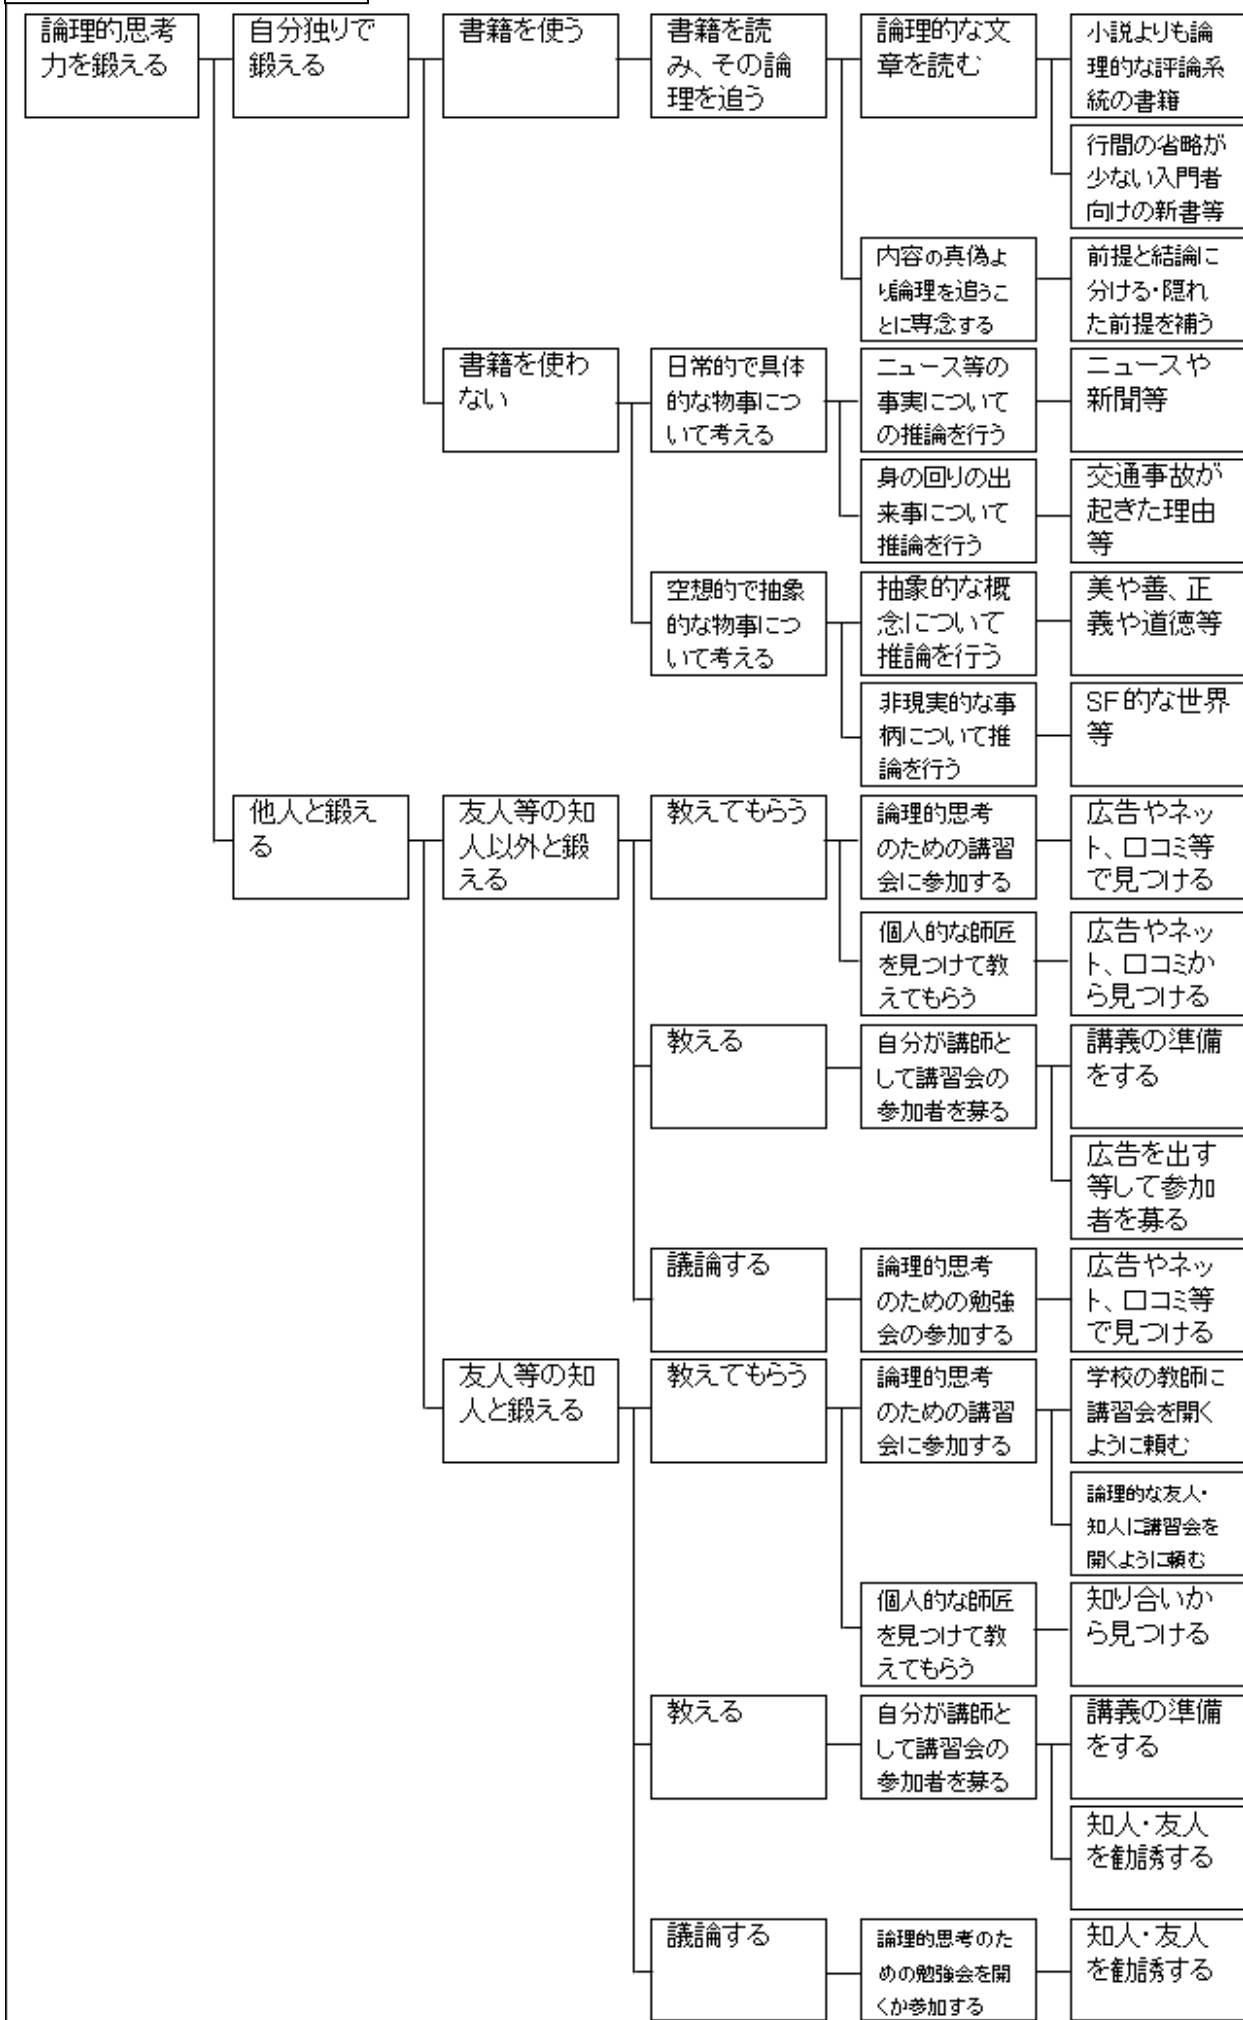 論理的思考
力を鍛える
自分独りで
鍛える
書籍を使う
書籍を読
み、その論
理を追う
論理的な文
章を読む
小説よりも論
理的な評論系
統の書籍
行間の省略が
少ない入門者
向けの新書等
内容の真偽よ
り論理を追うこ
とに専念する
前提と結論に
分ける・隠れ
た前提を補う
書籍を使わ
ない
日常的で具体
的な物事につ
いて考える
ニュース等の
事実について
の推論を行う
ニュースや
新聞等
身の回りの出
来事について
推論を行う
交通事故が
起きた理由
等
空想的で抽象
的な物事につ
いて考える
抽象的な概
念について
推論を行う
美や善、正
義や道徳等
非現実的な事
柄について推
論を行う
SF的な世界
等
他人と鍛え
る
友人等の知
人以外と鍛
える
教えてもらう
論理的思考
のための講習
会に参加する
広告やネッ
ト、口コミ等
で見つける
個人的な師匠
を見つけて教
えてもらう
広告やネッ
ト、口コミか
ら見つける
教える
自分が講師と
して講習会の
参加者を募る
講義の準備
をする
広告を出す
等して参加
者を募る
議論する
論理的思考
のための勉強
会の参加する
広告やネッ
ト、口コミ等
で見つける
友人等の知
人と鍛える
教えてもらう
論理的思考
のための講習
会に参加する
学校の教師に
講習会を開く
ように頼む
論理的な友人・
知人に講習会を
開くように頼む
個人的な師匠
を見つけて教
えてもらう
知り合いか
ら見つける
教える
自分が講師と
して講習会の
参加者を募る
講義の準備
をする
知人・友人
を勧誘する
議論する
論理的思考のた
めの勉強会を開
くか参加する
知人・友人
を勧誘する